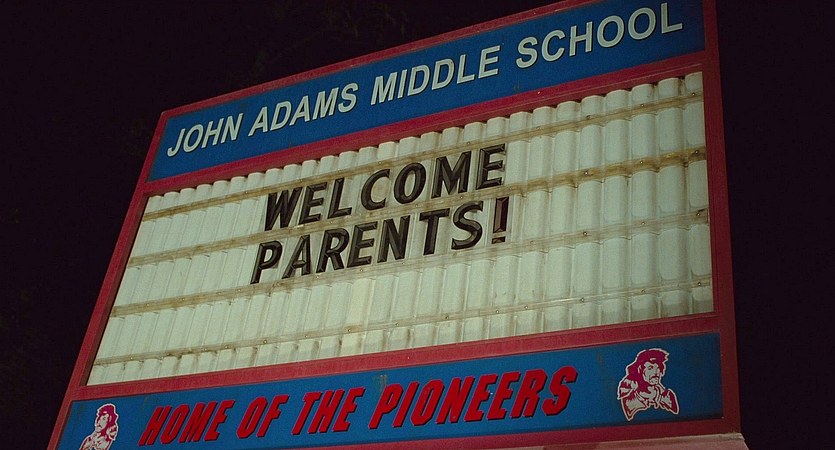 JOHN ADAMS MIDDLE SCHOOL
WELCOME
PARENTS!
HOME OF THE PIONEERS